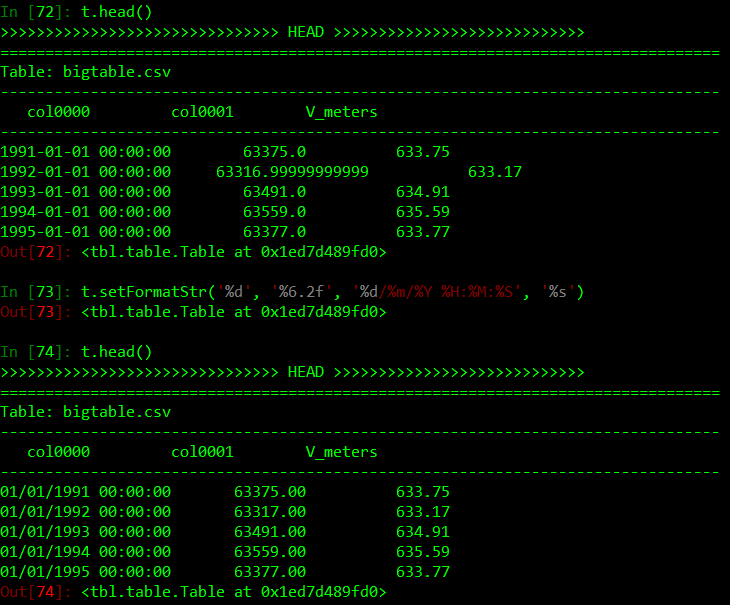 In [72]: t.head()
>>>>>>>>>>>>>>>>>>>>>>>>>>>>>>> HEAD >>>>>>>>>>>>>>>>>>>>>>>>>>>>
================================================================================
Table: bigtable.csv
--------------------------------------------------------------------------------
   col0000         col0001        V_meters
--------------------------------------------------------------------------------
1991-01-01 00:00:00        63375.0          633.75
1992-01-01 00:00:00     63316.99999999999           633.17
1993-01-01 00:00:00        63491.0          634.91
1994-01-01 00:00:00        63559.0          635.59
1995-01-01 00:00:00        63377.0          633.77
Out[72]: <tbl.table.Table at 0x1ed7d489fd0>

In [73]: t.setFormatStr('%d', '%6.2f', '%d/%m/%Y %H:%M:%S', '%s')
Out[73]: <tbl.table.Table at 0x1ed7d489fd0>

In [74]: t.head()
>>>>>>>>>>>>>>>>>>>>>>>>>>>>>>> HEAD >>>>>>>>>>>>>>>>>>>>>>>>>>>>
================================================================================
Table: bigtable.csv
--------------------------------------------------------------------------------
   col0000         col0001        V_meters
--------------------------------------------------------------------------------
01/01/1991 00:00:00       63375.00          633.75
01/01/1992 00:00:00       63317.00          633.17
01/01/1993 00:00:00       63491.00          634.91
01/01/1994 00:00:00       63559.00          635.59
01/01/1995 00:00:00       63377.00          633.77
Out[74]: <tbl.table.Table at 0x1ed7d489fd0>